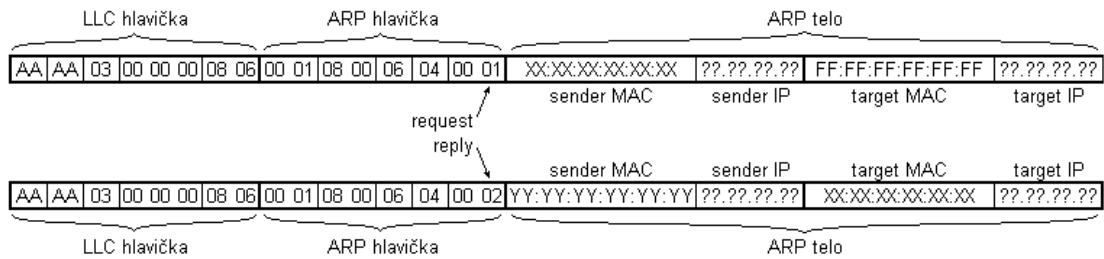 LLC hlavička ARP hlavička ARP telo
AA AA 03 00 00 00 08 06 00 01 08 00 06 04 00 01 XX:XX:XX:XX:XX:XX ??.??.??.?? FF:FF:FF:FF:FF:FF ??.??.??.??
sender MAC sender IP target MAC target IP
request
reply
sender MAC sender IP target MAC target IP
AA AA 03 00 00 00 08 06 00 01 08 00 06 04 00 02 YY:YY:YY:YY:YY:YY ??.??.??.?? XX:XX:XX:XX:XX:XX ??.??.??.??
LLC hlavička ARP hlavička ARP telo